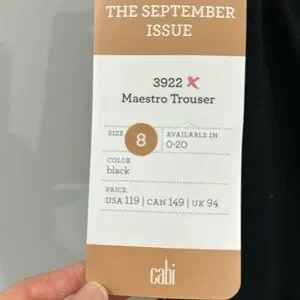 THE SEPTEMBER
ISSUE
3922
Maestro Trouser
SIZE
8
AVAILABLE IN
0-20
COLOR
black
PRICE
USA 119 | CAN 149 | UK 94
cabi